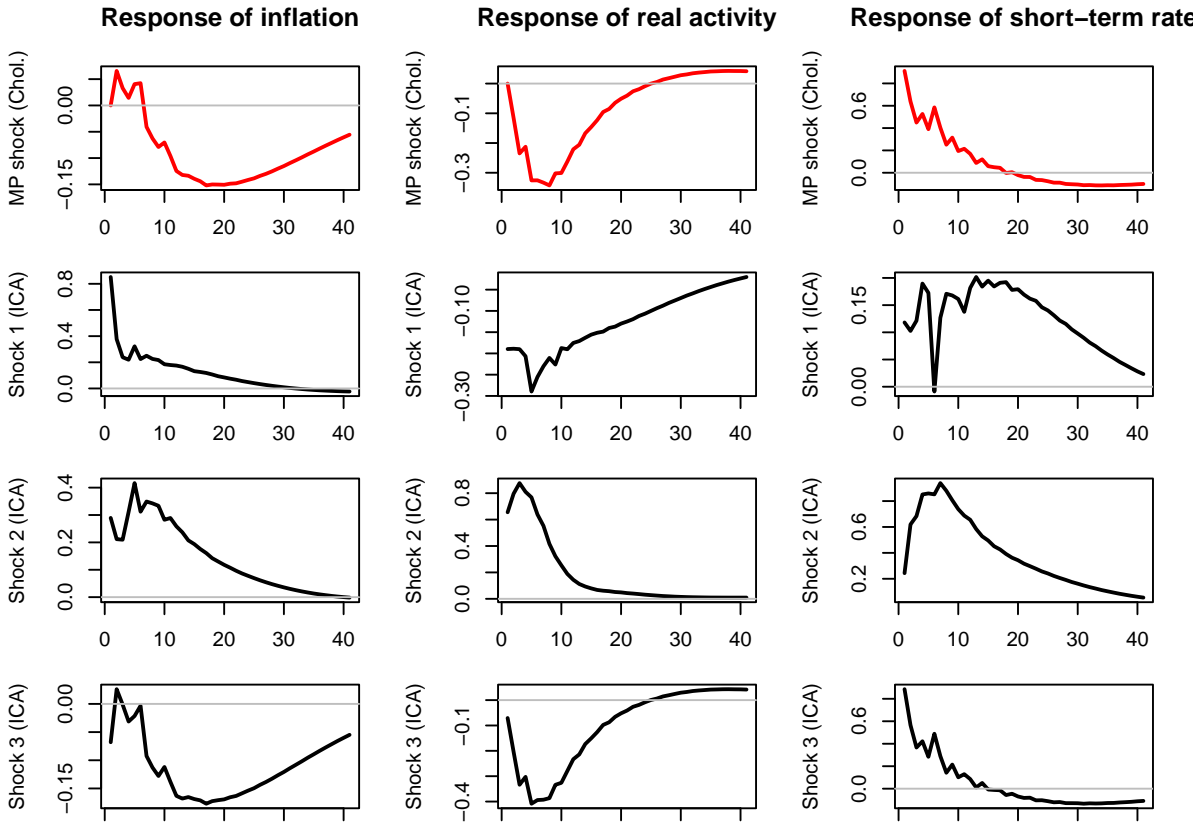 Response of inflation
Response of real activity
Response of short−term rate
MP shock (Chol.)
0.00
−0.15
0 10 20 30 40
MP shock (Chol.)
−0.1
−0.3
0 10 20 30 40
MP shock (Chol.)
0.6
0.0
0 10 20 30 40
Shock 1 (ICA)
0.8
0.4
0.0
0 10 20 30 40
Shock 1 (ICA)
−0.10
−0.30
0 10 20 30 40
Shock 1 (ICA)
0.15
0.00
0 10 20 30 40
Shock 2 (ICA)
0.4
0.2
0.0
0 10 20 30 40
Shock 2 (ICA)
0.8
0.4
0.0
0 10 20 30 40
Shock 2 (ICA)
0.6
0.2
0 10 20 30 40
Shock 3 (ICA)
0.00
−0.15
Shock 3 (ICA)
−0.1
−0.4
Shock 3 (ICA)
0.6
0.0